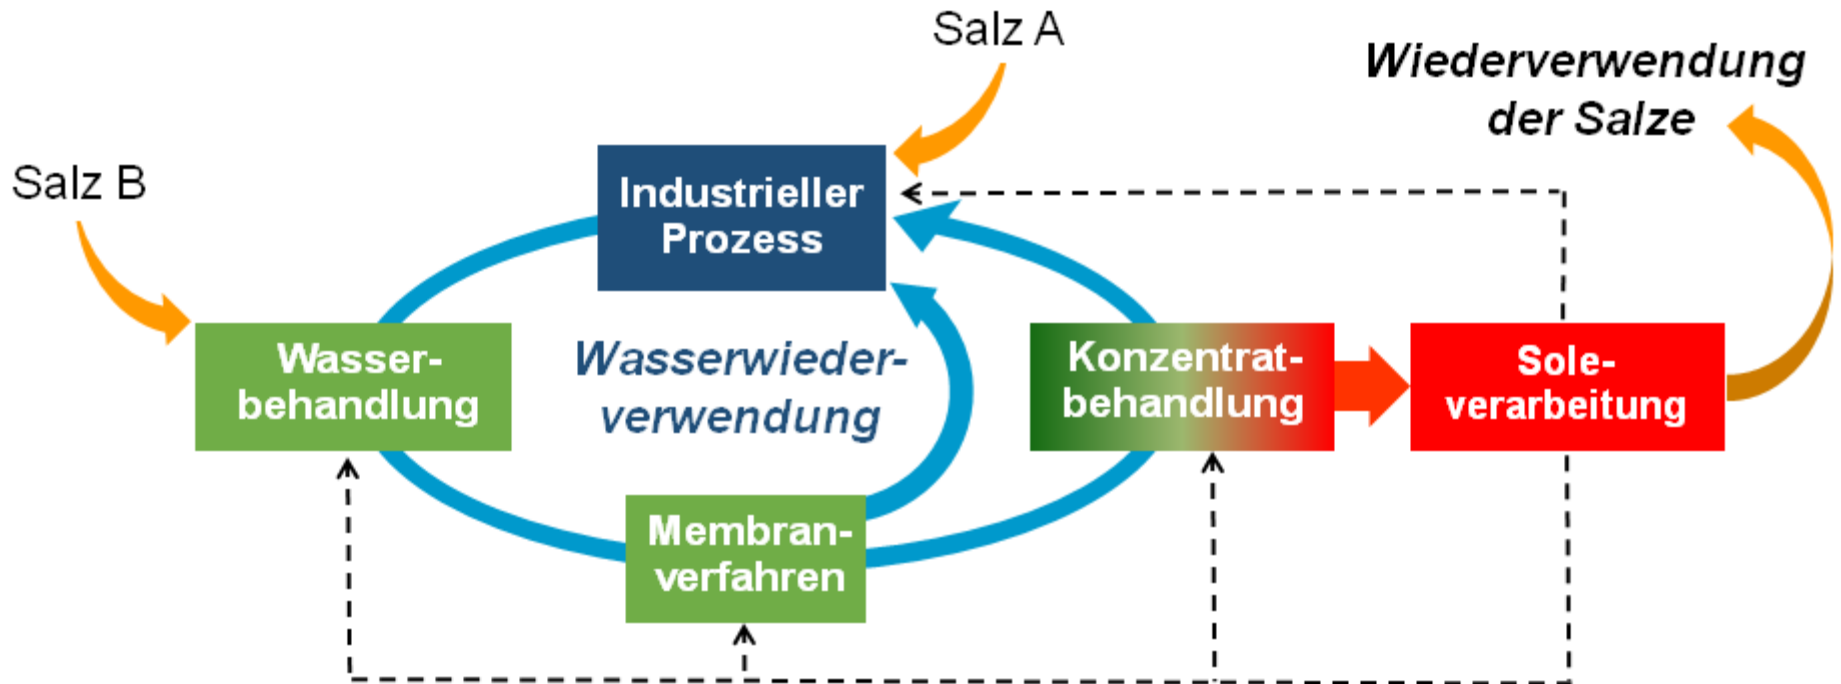 Salz A
Wiederverwendung
der Salze
Salz B
Industrieller
Prozess
Wasser-
behandlung
Wasserwieder-
verwendung
Konzentrat-
behandlung
Sole-
verarbeitung
Membran-
verfahren